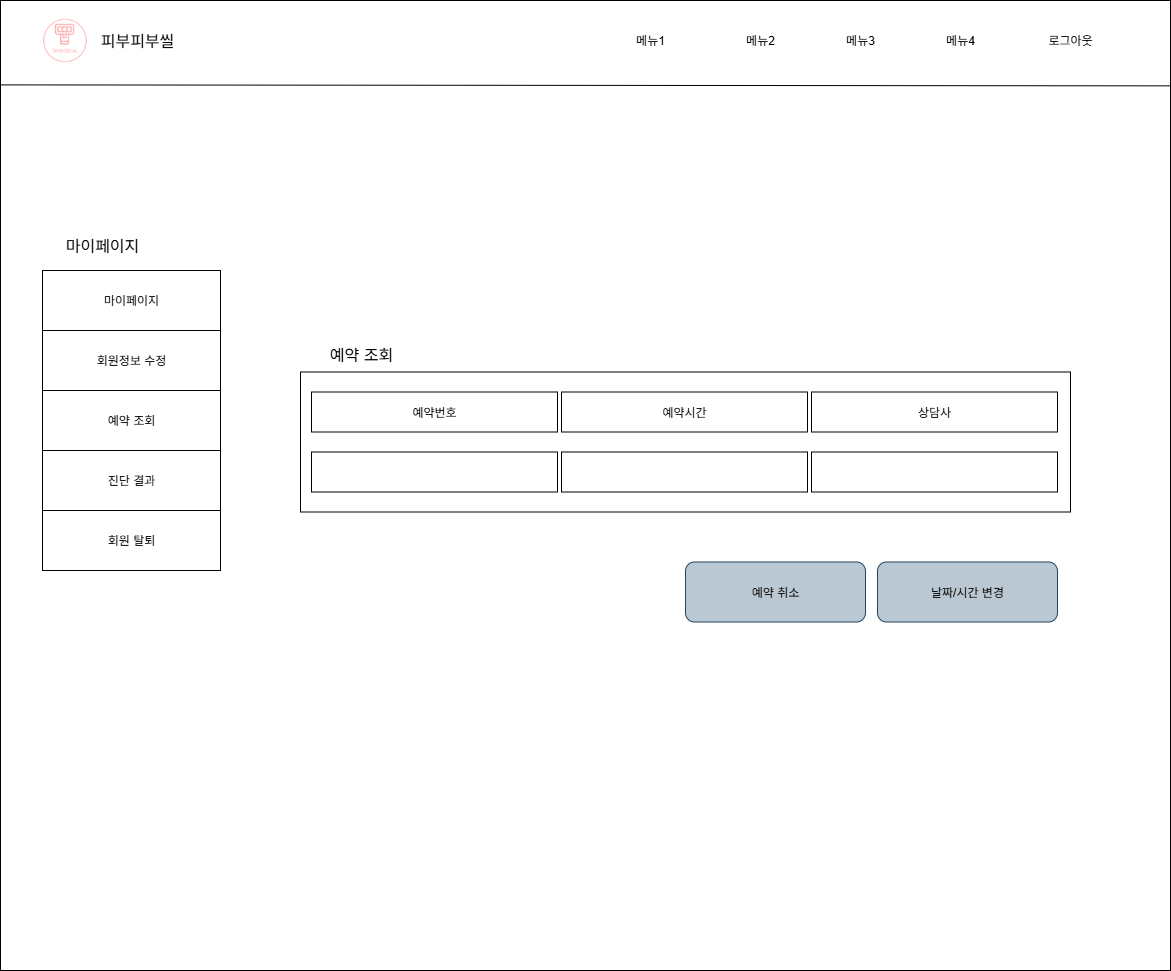 피부피부씰
메뉴1
메뉴2
메뉴3
메뉴4
로그아웃
마이페이지
마이페이지
회원정보 수정
예약 조회
진단 결과
회원 탈퇴
예약 조회
예약번호
예약시간
상담사
예약 취소
날짜/시간 변경